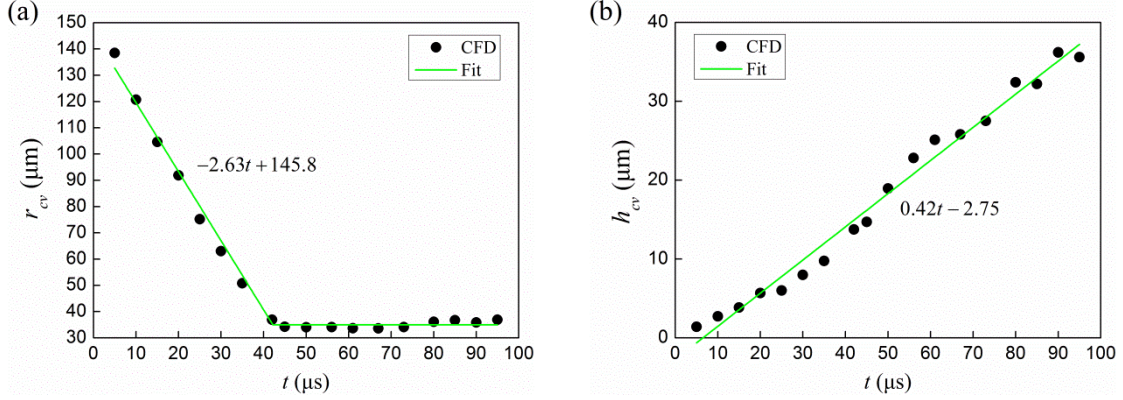 (a)
150
140
130
120
110
100
90
80
70
60
50
40
30
0 10 20 30 40 50 60 70 80 90 100
r_cv (μm)
t (μs)
CFD
Fit
−2.63t+145.8
(b)
40
30
20
10
0
0 10 20 30 40 50 60 70 80 90 100
h_cv (μm)
t (μs)
CFD
Fit
0.42t−2.75